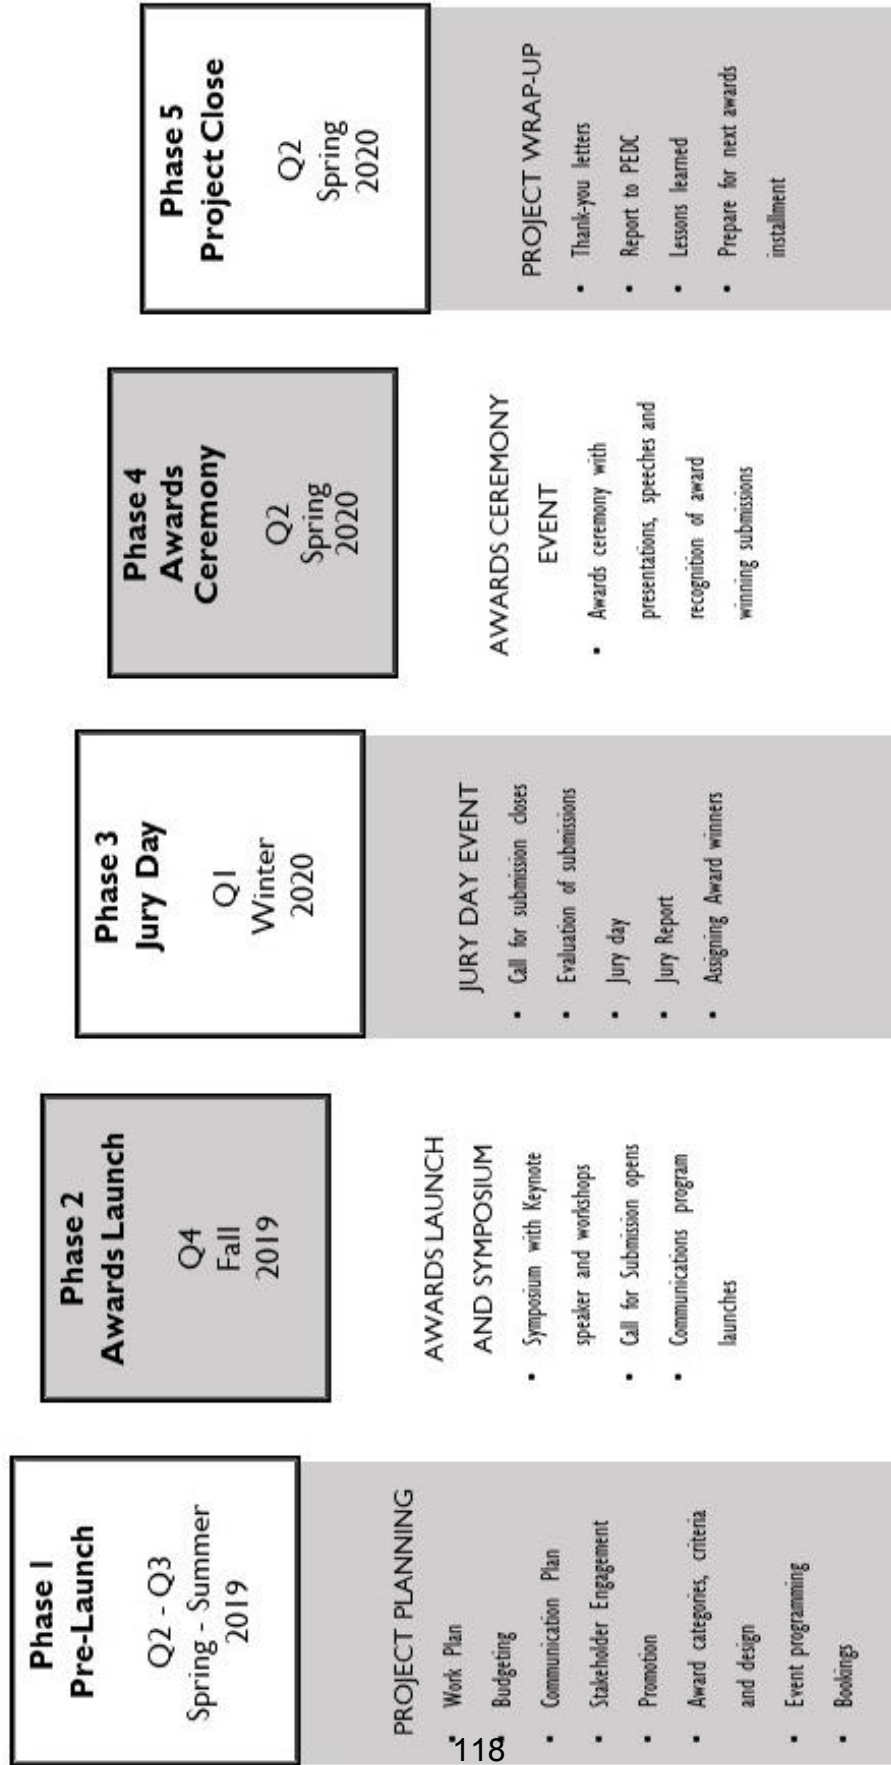 Phase 1
Pre-Launch
Q2 - Q3
Spring - Summer
2019
PROJECT PLANNING
• Work Plan
• Budgeting
• Communication Plan
• Stakeholder Engagement
• Promotion
• Award categories, criteria
and design
• Event programming
• Bookings
Phase 2
Awards Launch
Q4
Fall
2019
AWARDS LAUNCH
AND SYMPOSIUM
• Symposium with Keynote
speaker and workshops
• Call for Submission opens
• Communications program
launches
Phase 3
Jury Day
Q1
Winter
2020
JURY DAY EVENT
• Call for submission closes
• Evaluation of submissions
• Jury day
• Jury Report
• Assigning Award winners
Phase 4
Awards
Ceremony
Q2
Spring
2020
AWARDS CEREMONY
EVENT
• Awards ceremony with
presentations, speeches and
recognition of award
winning submissions
Phase 5
Project Close
Q2
Spring
2020
PROJECT WRAP-UP
• Thank-you letters
• Report to PEDC
• Lessons learned
• Prepare for next awards
installment
118